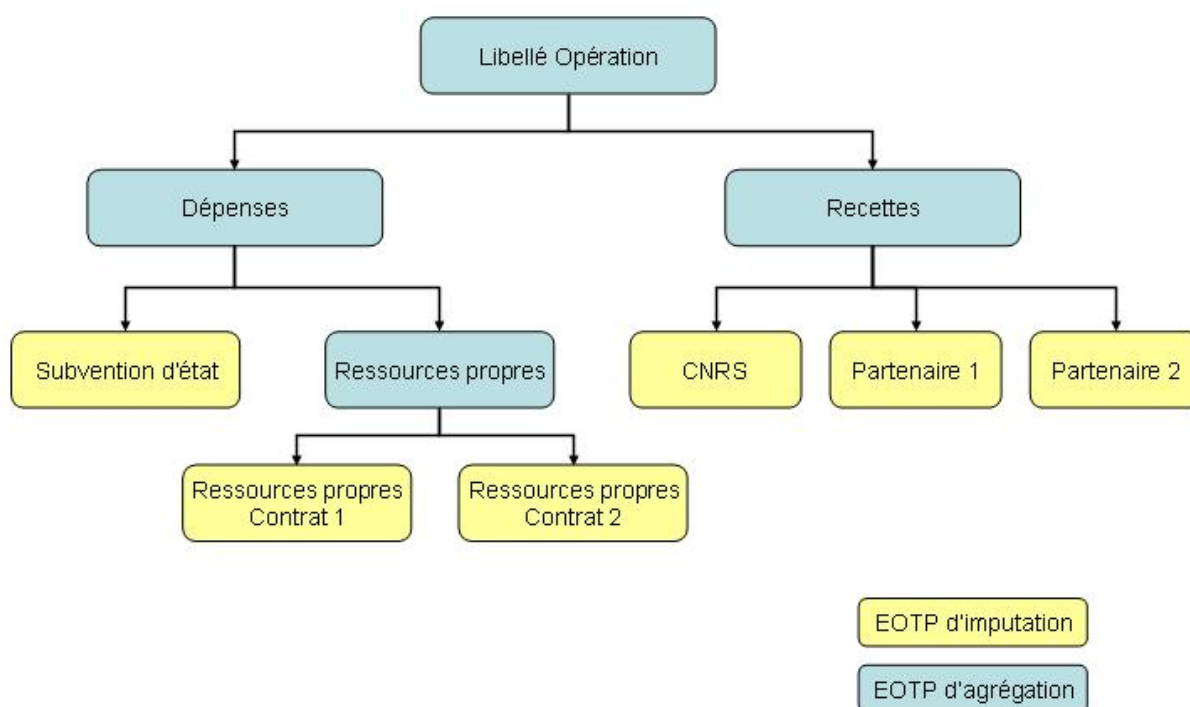 Libellé Opération
Dépenses
Recettes
Subvention d'état
Ressources propres
CNRS
Partenaire 1
Partenaire 2
Ressources propres
Contrat 1
Ressources propres
Contrat 2
EOTP d'imputation
EOTP d'agrégation